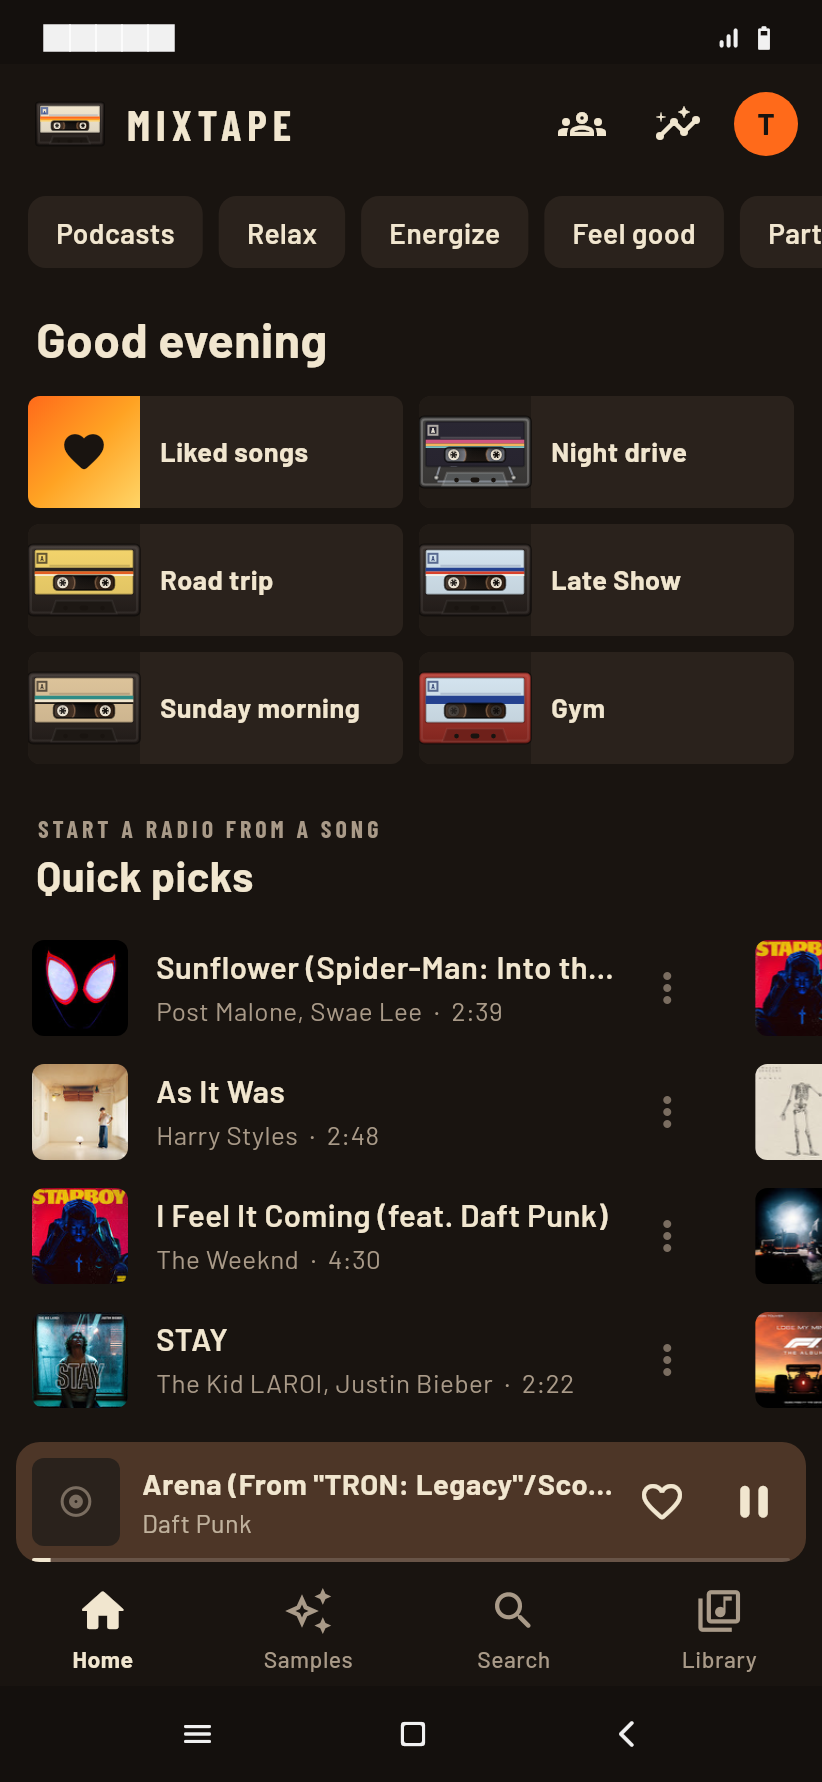 MIXTAPE
T
Podcasts
Relax
Energize
Feel good
Part
Good evening
Liked songs
Night drive
Road trip
Late Show
Sunday morning
Gym
START A RADIO FROM A SONG
Quick picks
Sunflower (Spider-Man: Into th...
Post Malone, Swae Lee · 2:39
As It Was
Harry Styles · 2:48
STARBOY
I Feel It Coming (feat. Daft Punk)
The Weeknd · 4:30
STAY
STAY
The Kid LAROI, Justin Bieber · 2:22
Arena (From "TRON: Legacy"/Sco...
Daft Punk
Home
Samples
Search
Library